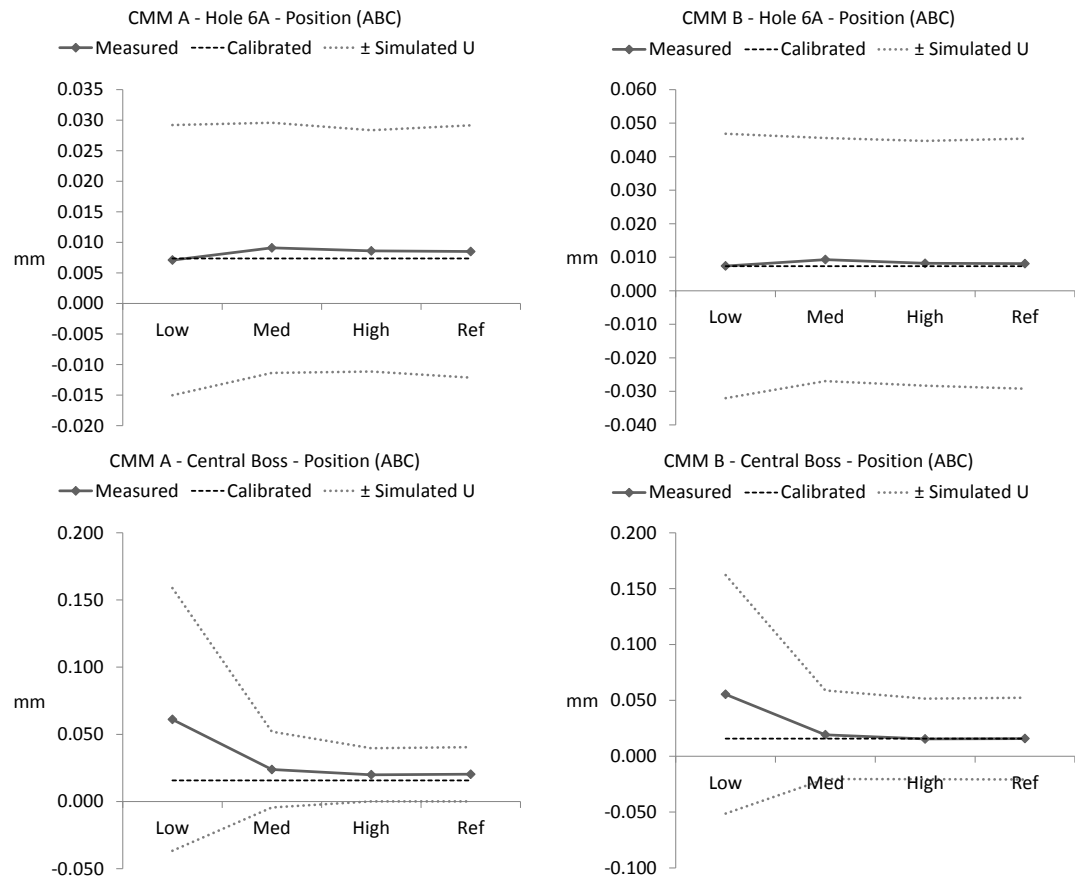 CMM A - Hole 6A - Position (ABC)
Measured Calibrated ± Simulated U
0.035
0.030
0.025
0.020
0.015
0.010
mm
0.005
0.000
Low Med High Ref
-0.005
-0.010
-0.015
-0.020
CMM B - Hole 6A - Position (ABC)
Measured Calibrated ± Simulated U
0.060
0.050
0.040
0.030
0.020
0.010
mm
0.000
Low Med High Ref
-0.010
-0.020
-0.030
-0.040
CMM A - Central Boss - Position (ABC)
Measured Calibrated ± Simulated U
0.200
0.150
0.100
mm
0.050
0.000
Low Med High Ref
-0.050
CMM B - Central Boss - Position (ABC)
Measured Calibrated ± Simulated U
0.200
0.150
0.100
0.050
mm
0.000
Low Med High Ref
-0.050
-0.100